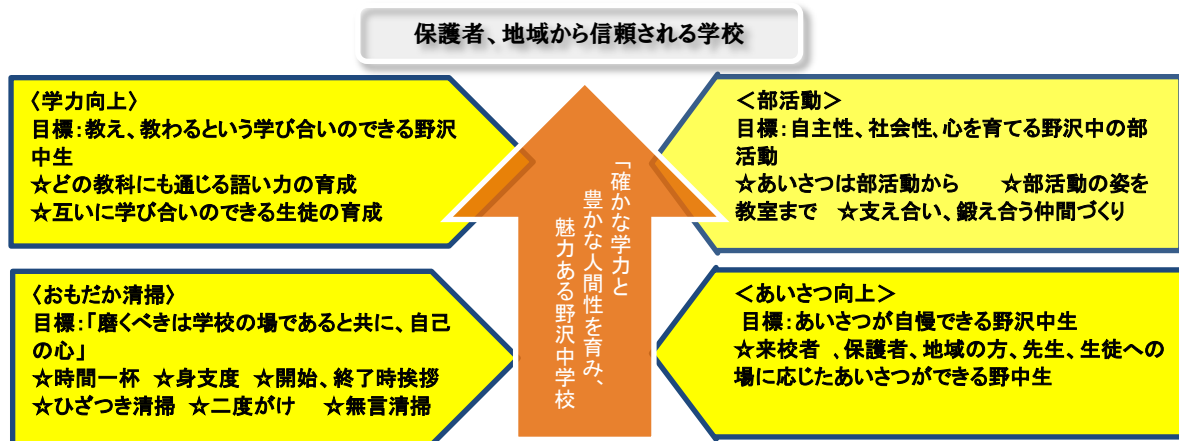 保護者、地域から信頼される学校
〈学力向上〉
目標：教え、教わるという学び合いのできる野沢
中生
☆どの教科にも通じる語い力の育成
☆互いに学び合いのできる生徒の育成
＜部活動＞
目標：自主性、社会性、心を育てる野沢中の部
活動
☆あいさつは部活動から　　☆部活動の姿を
教室まで　☆支え合い、鍛え合う仲間づくり
「確かな学力と
豊かな人間性を育み、
魅力ある野沢中学校
〈おもだか清掃〉
目標：「磨くべきは学校の場であると共に、自己
の心」
☆時間一杯　☆身支度　☆開始、終了時挨拶
☆ひざつき清掃　☆二度がけ　　☆無言清掃
＜あいさつ向上＞
目標：あいさつが自慢できる野沢中生
☆来校者　、保護者、地域の方、先生、生徒への
場に応じたあいさつができる野中生